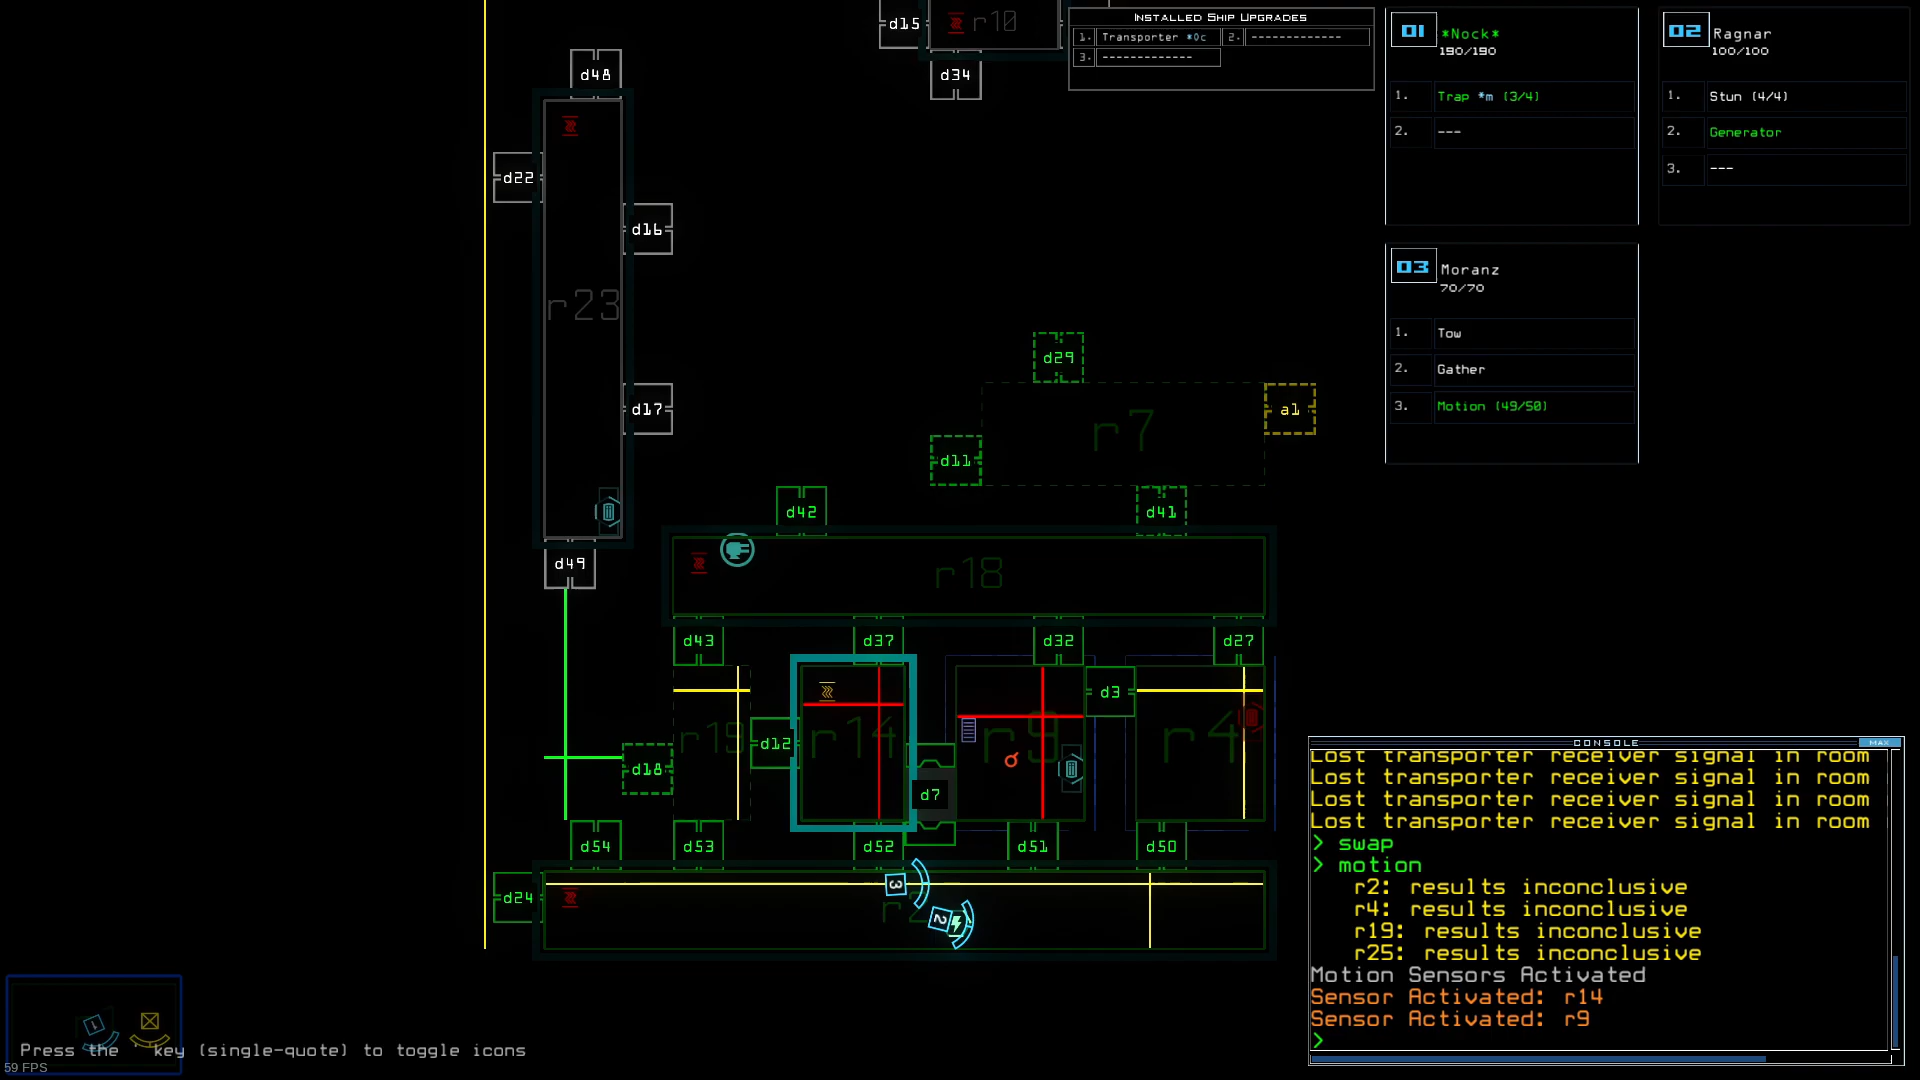 d15
r10
d34
INSTALLED SHIP UPGRADES
1. Transporter *0c 2. -------------
3. -------------
01 *Nock*
190/190
1. Trap *m (3/4)
2. ---
02 Ragnar
100/100
1. Stun (4/4)
2. Generator
3. ---
03 Moranz
70/70
1. Tow
2. Gather
3. Motion (49/50)
d48
d22
d16
r23
d17
d49
d29
r7
a1
d11
d42
d41
r18
d43
d37
d32
d27
d3
r19
d12
r14
r9
r4
d18
d7
d54
d53
d52
d51
d50
d24
3
2
1
CONSOLE
MAX
Lost transporter receiver signal in room
Lost transporter receiver signal in room
Lost transporter receiver signal in room
Lost transporter receiver signal in room
> swap
> motion
r2: results inconclusive
r4: results inconclusive
r19: results inconclusive
r25: results inconclusive
Motion Sensors Activated
Sensor Activated: r14
Sensor Activated: r9
>
Press the key (single-quote) to toggle icons
59 FPS